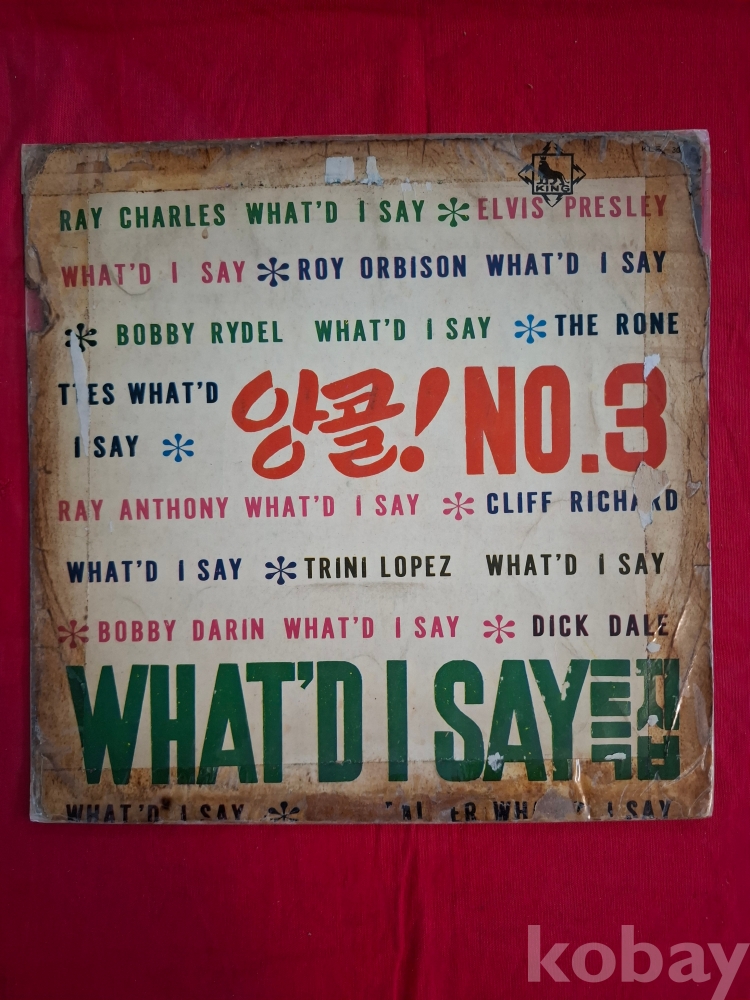 KING
RAY CHARLES WHAT'D I SAY * ELVIS PRESLEY
WHAT'D I SAY * ROY ORBISON WHAT'D I SAY
* BOBBY RYDEL WHAT'D I SAY * THE RONE
TTES WHAT'D
I SAY *
앙콜! NO.3
RAY ANTHONY WHAT'D I SAY * CLIFF RICHARD
WHAT'D I SAY * TRINI LOPEZ WHAT'D I SAY
* BOBBY DARIN WHAT'D I SAY * DICK DALE
WHAT'D I SAY
WHAT'D I SAY * WHAT'D I SAY
kobay